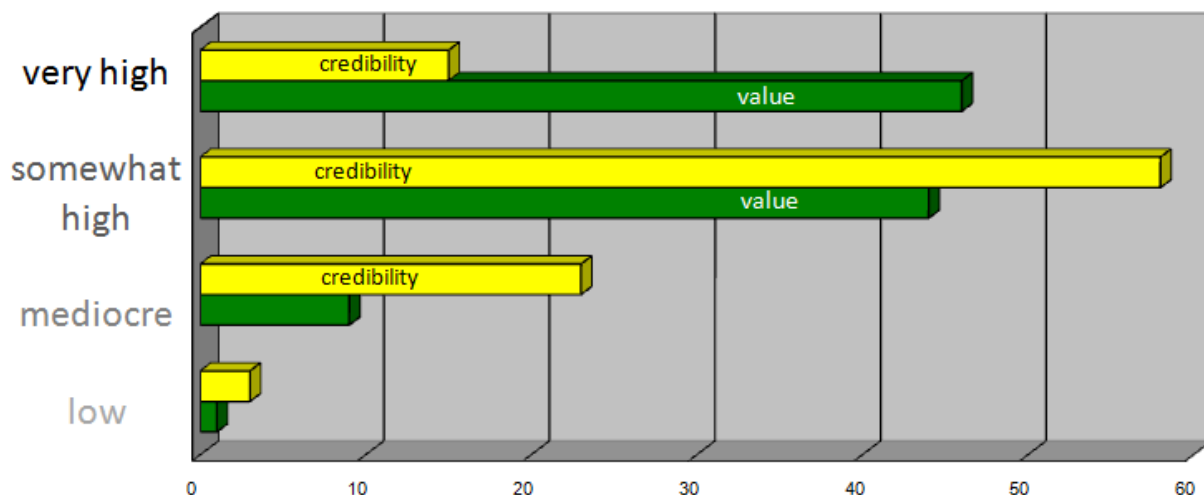 very high
credibility
value
somewhat
high
credibility
value
mediocre
credibility
low
0 10 20 30 40 50 60